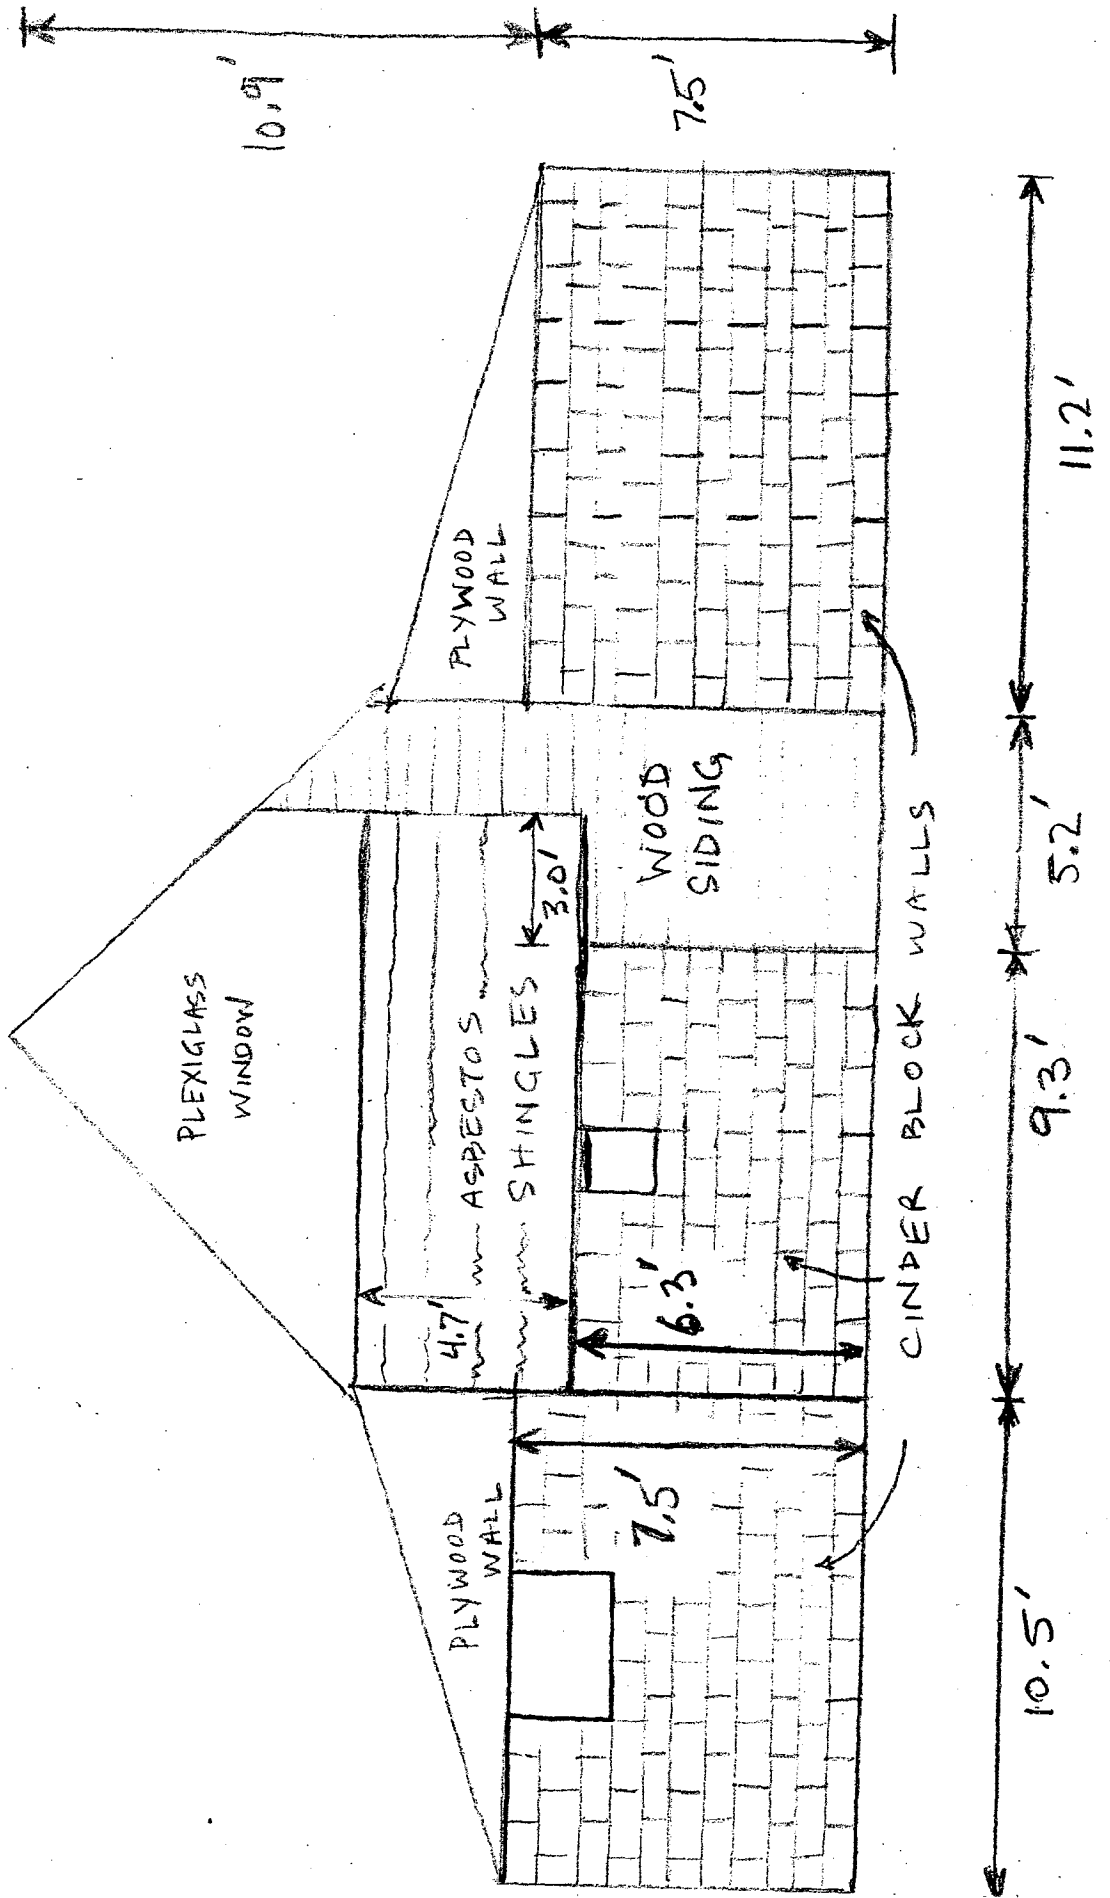 PLEXIGLASS
WINDOW
10.9'
PLYWOOD
WALL
PLYWOOD
WALL
4.7'
ASBESTOS
SHINGLES
3.0'
7.5'
7.5'
6.3'
WOOD
SIDING
CINDER BLOCK WALLS
10.5'
9.3'
5.2'
11.2'